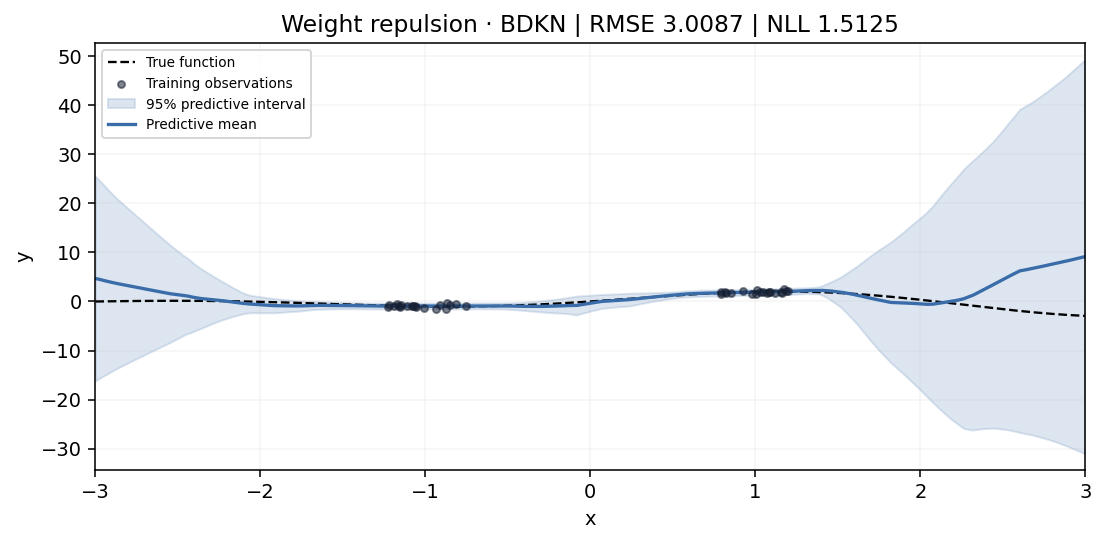 Weight repulsion · BDKN | RMSE 3.0087 | NLL 1.5125
True function
Training observations
95% predictive interval
Predictive mean
50
40
30
20
10
0
−10
−20
−30
y
−3
−2
−1
0
1
2
3
x